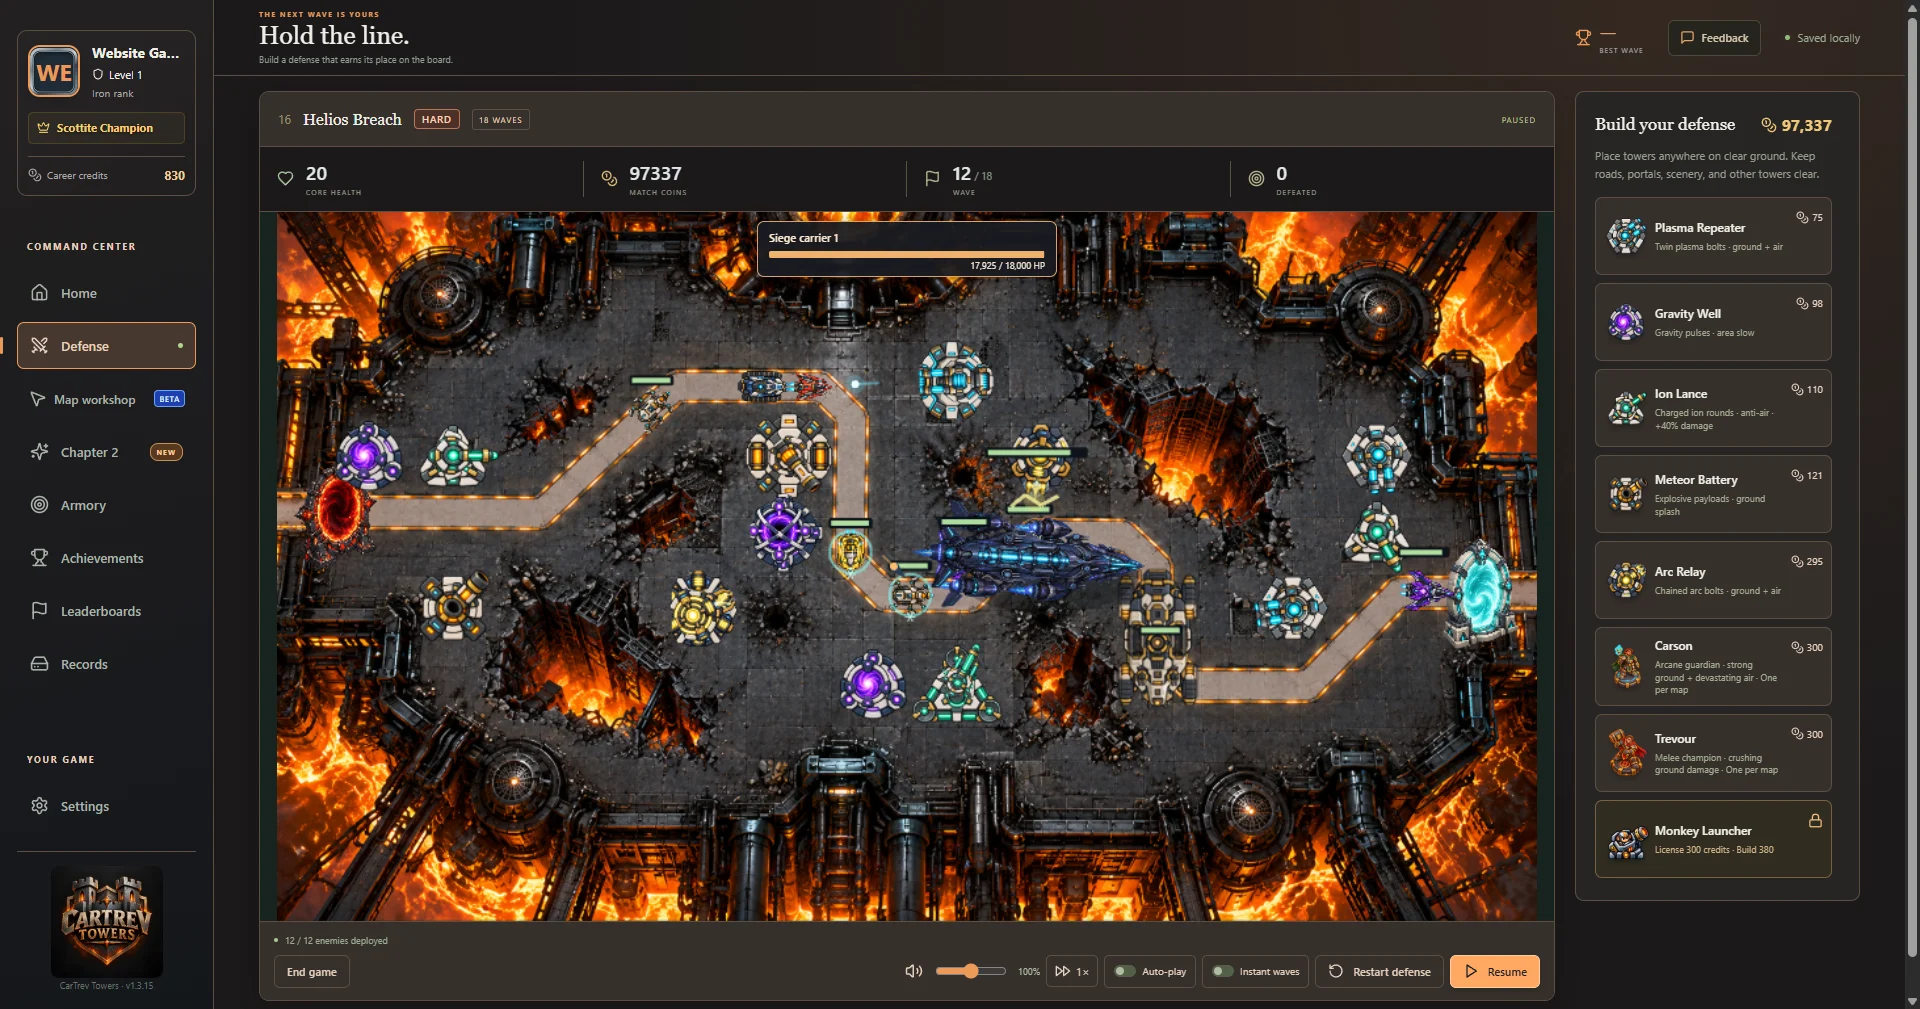 WE
Website Ga...
Level 1
Iron rank
Scottite Champion
Career credits 830
COMMAND CENTER
Home
Defense
Map workshop BETA
Chapter 2 NEW
Armory
Achievements
Leaderboards
Records
YOUR GAME
Settings
CARTREV
TOWERS
CarTrev Towers · v1.3.15
THE NEXT WAVE IS YOURS
Hold the line.
Build a defense that earns its place on the board.
—
BEST WAVE
Feedback
Saved locally
16 Helios Breach HARD 18 WAVES PAUSED
20
CORE HEALTH
97337
MATCH COINS
12 / 18
WAVE
0
DEFEATED
Siege carrier 1
17,925 / 18,000 HP
12 / 12 enemies deployed
End game
100%
1×
Auto-play
Instant waves
Restart defense
Resume
Build your defense 97,337
Place towers anywhere on clear ground. Keep
roads, portals, scenery, and other towers clear.
Plasma Repeater 75
Twin plasma bolts · ground + air
Gravity Well 98
Gravity pulses · area slow
Ion Lance 110
Charged ion rounds · anti-air ·
+40% damage
Meteor Battery 121
Explosive payloads · ground
splash
Arc Relay 295
Chained arc bolts · ground + air
Carson 300
Arcane guardian · strong
ground + devastating air · One
per map
Trevour 300
Melee champion · crushing
ground damage · One per map
Monkey Launcher
License 300 credits · Build 380